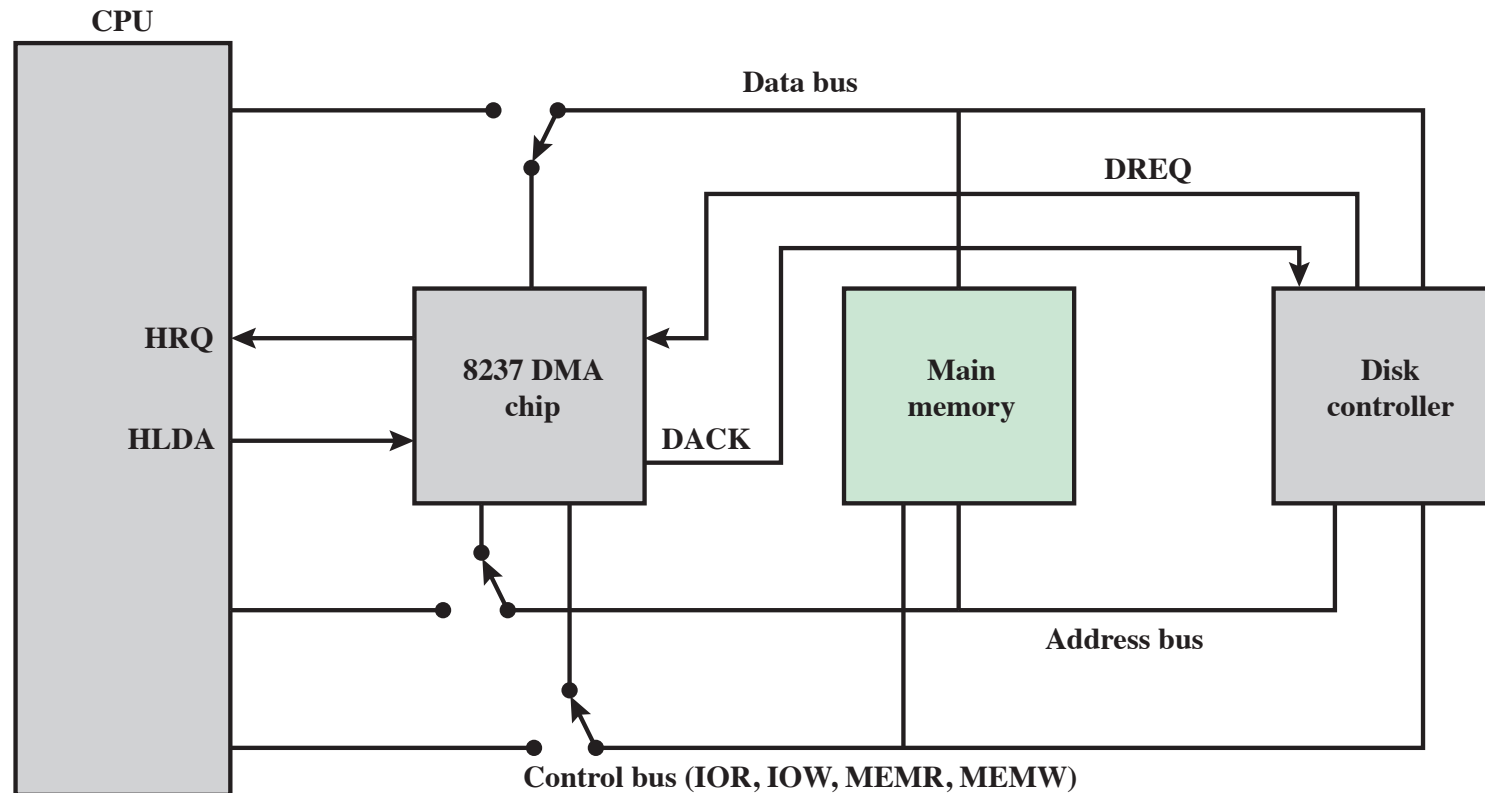 CPU
Data bus
DREQ
HRQ
8237 DMA
chip
Main
memory
Disk
controller
HLDA
DACK
Address bus
Control bus (IOR, IOW, MEMR, MEMW)